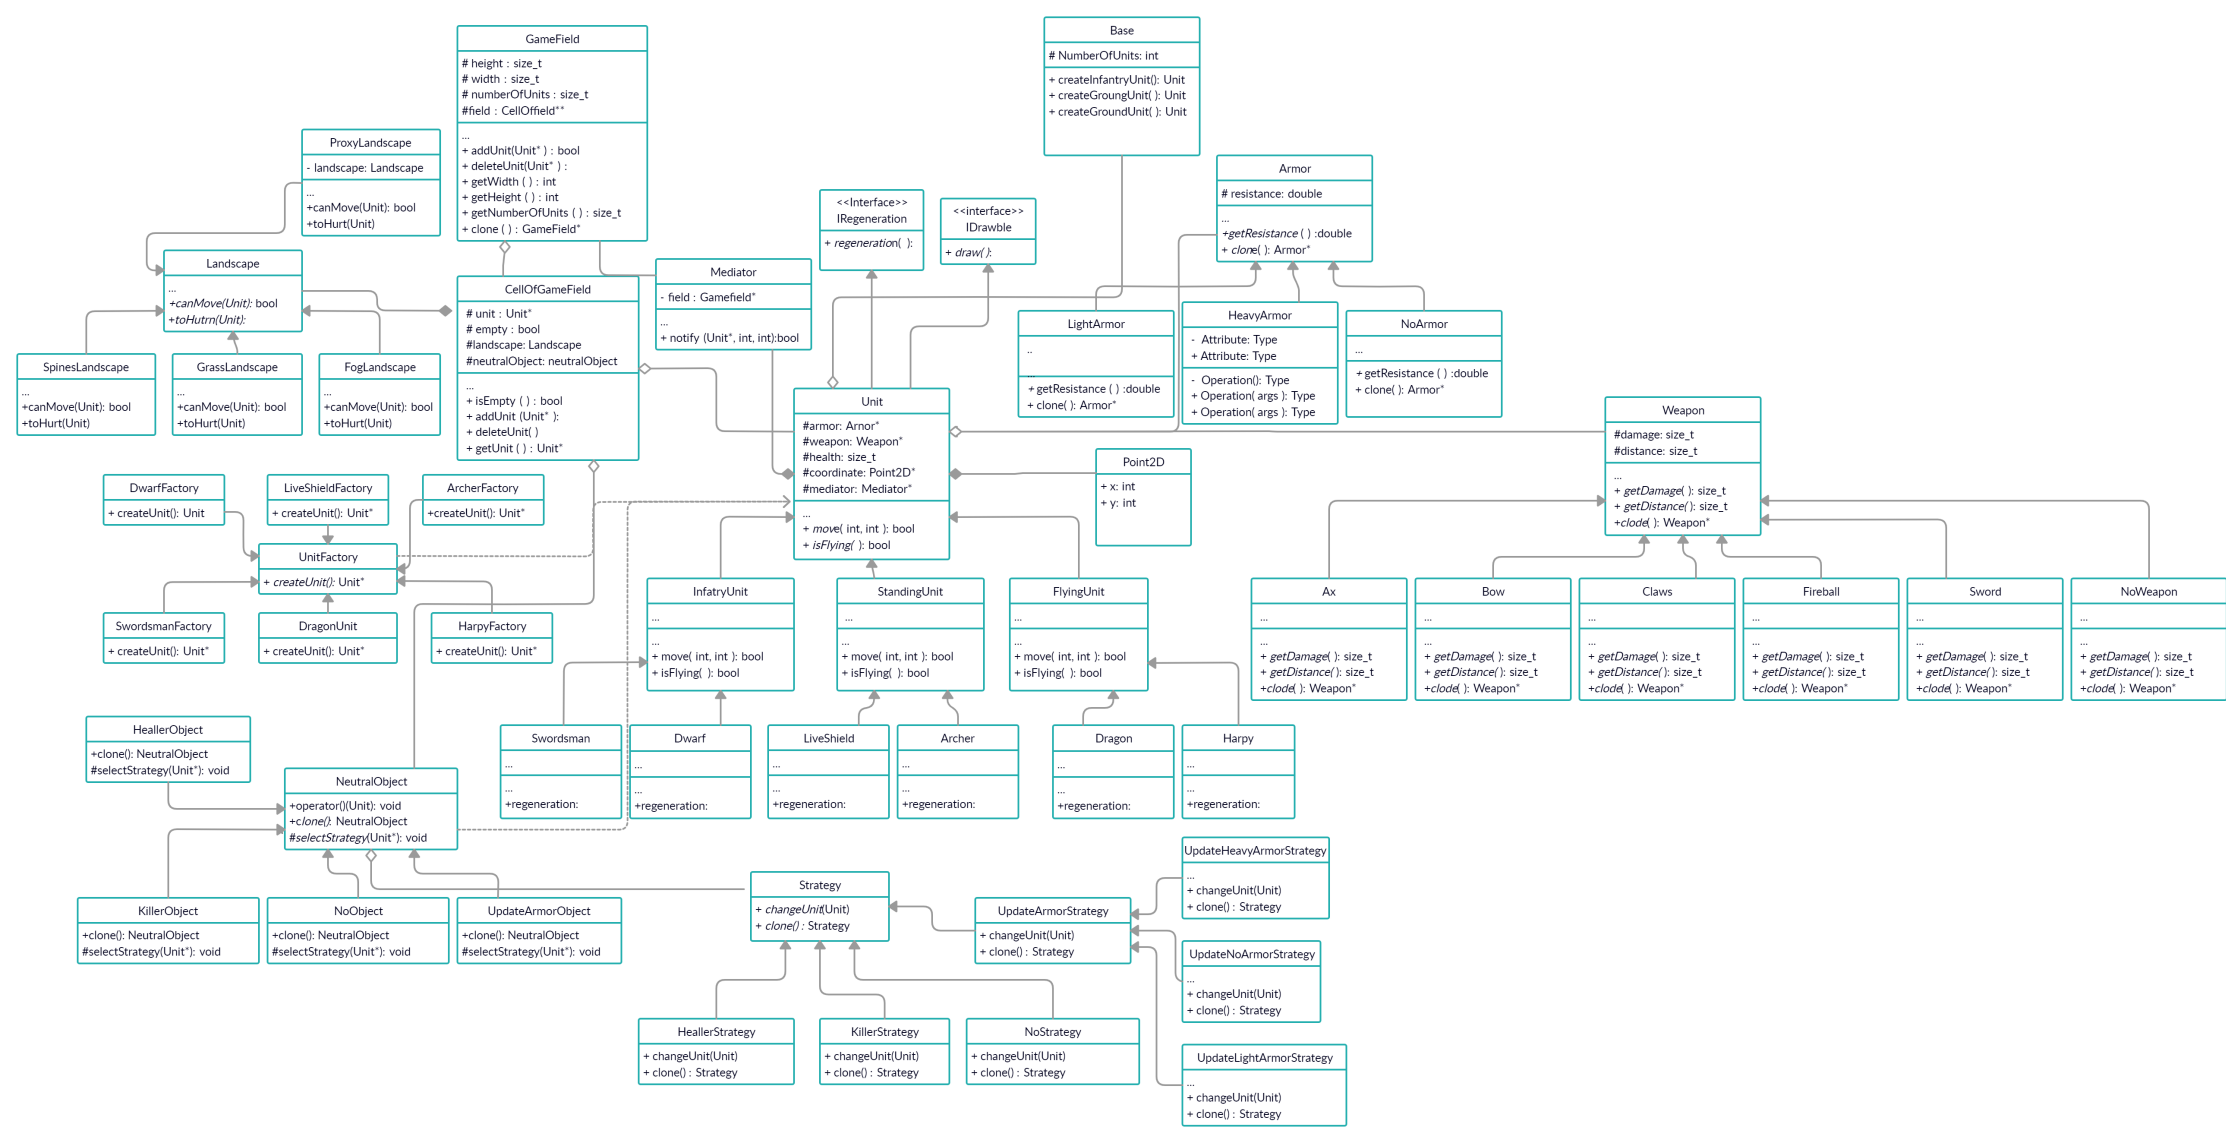 GameField
# height : size_t
# width : size_t
# numberOfUnits : size_t
#field : CellOffield**
...
+ addUnit(Unit* ) : bool
+ deleteUnit(Unit* ) :
+ getWidth ( ) : int
+ getHeight ( ) : int
+ getNumberOfUnits ( ) : size_t
+ clone ( ) : GameField*
Base
# NumberOfUnits: int
+ createInfantryUnit(): Unit
+ createGroungUnit( ): Unit
+ createGroundUnit( ): Unit
ProxyLandscape
- landscape: Landscape
...
+canMove(Unit): bool
+toHurt(Unit)
Armor
# resistance: double
...
+getResistance ( ) :double
+ clone( ): Armor*
<<Interface>>
IRegeneration
+ regeneration( ):
<<interface>>
IDrawble
+ draw( ):
Landscape
...
+canMove(Unit): bool
+toHutrn(Unit):
Mediator
- field : Gamefield*
...
+ notify (Unit*, int, int):bool
CellOfGameField
# unit : Unit*
# empty : bool
#landscape: Landscape
#neutralObject: neutralObject
...
+ isEmpty ( ) : bool
+ addUnit (Unit* ):
+ deleteUnit( )
+ getUnit ( ) : Unit*
LightArmor
..
...
+ getResistance ( ) :double
+ clone( ): Armor*
HeavyArmor
- Attribute: Type
+ Attribute: Type
- Operation(): Type
+ Operation( args ): Type
+ Operation( args ): Type
NoArmor
...
+ getResistance ( ) :double
+ clone( ): Armor*
SpinesLandscape
...
+canMove(Unit): bool
+toHurt(Unit)
GrassLandscape
...
+canMove(Unit): bool
+toHurt(Unit)
FogLandscape
...
+canMove(Unit): bool
+toHurt(Unit)
Unit
#armor: Arnor*
#weapon: Weapon*
#health: size_t
#coordinate: Point2D*
#mediator: Mediator*
...
+ move( int, int ): bool
+ isFlying( ): bool
Weapon
#damage: size_t
#distance: size_t
...
+ getDamage( ): size_t
+ getDistance( ): size_t
+clode( ): Weapon*
Point2D
+ x: int
+ y: int
DwarfFactory
+ createUnit(): Unit
LiveShieldFactory
+ createUnit(): Unit*
ArcherFactory
+createUnit(): Unit*
UnitFactory
+ createUnit(): Unit*
SwordsmanFactory
+ createUnit(): Unit*
DragonUnit
+ createUnit(): Unit*
HarpyFactory
+ createUnit(): Unit*
InfatryUnit
...
...
+ move( int, int ): bool
+ isFlying( ): bool
StandingUnit
...
...
+ move( int, int ): bool
+ isFlying( ): bool
FlyingUnit
...
...
+ move( int, int ): bool
+ isFlying( ): bool
Ax
...
...
+ getDamage( ): size_t
+ getDistance( ): size_t
+clode( ): Weapon*
Bow
...
...
+ getDamage( ): size_t
+ getDistance( ): size_t
+clode( ): Weapon*
Claws
...
...
+ getDamage( ): size_t
+ getDistance( ): size_t
+clode( ): Weapon*
Fireball
...
...
+ getDamage( ): size_t
+ getDistance( ): size_t
+clode( ): Weapon*
Sword
...
...
+ getDamage( ): size_t
+ getDistance( ): size_t
+clode( ): Weapon*
NoWeapon
...
...
+ getDamage( ): size_t
+ getDistance( ): size_t
+clode( ): Weapon*
Swordsman
...
...
+regeneration:
Dwarf
...
...
+regeneration:
LiveShield
...
...
+regeneration:
Archer
...
...
+regeneration:
Dragon
...
...
+regeneration:
Harpy
...
...
+regeneration:
HeallerObject
+clone(): NeutralObject
#selectStrategy(Unit*): void
NeutralObject
+operator()(Unit): void
+clone(): NeutralObject
#selectStrategy(Unit*): void
KillerObject
+clone(): NeutralObject
#selectStrategy(Unit*): void
NoObject
+clone(): NeutralObject
#selectStrategy(Unit*): void
UpdateArmorObject
+clone(): NeutralObject
#selectStrategy(Unit*): void
Strategy
+ changeUnit(Unit)
+ clone() : Strategy
UpdateArmorStrategy
+ changeUnit(Unit)
+ clone() : Strategy
UpdateHeavyArmorStrategy
...
+ changeUnit(Unit)
+ clone() : Strategy
UpdateNoArmorStrategy
...
+ changeUnit(Unit)
+ clone() : Strategy
HeallerStrategy
+ changeUnit(Unit)
+ clone() : Strategy
KillerStrategy
+ changeUnit(Unit)
+ clone() : Strategy
NoStrategy
+ changeUnit(Unit)
+ clone() : Strategy
UpdateLightArmorStrategy
...
+ changeUnit(Unit)
+ clone() : Strategy